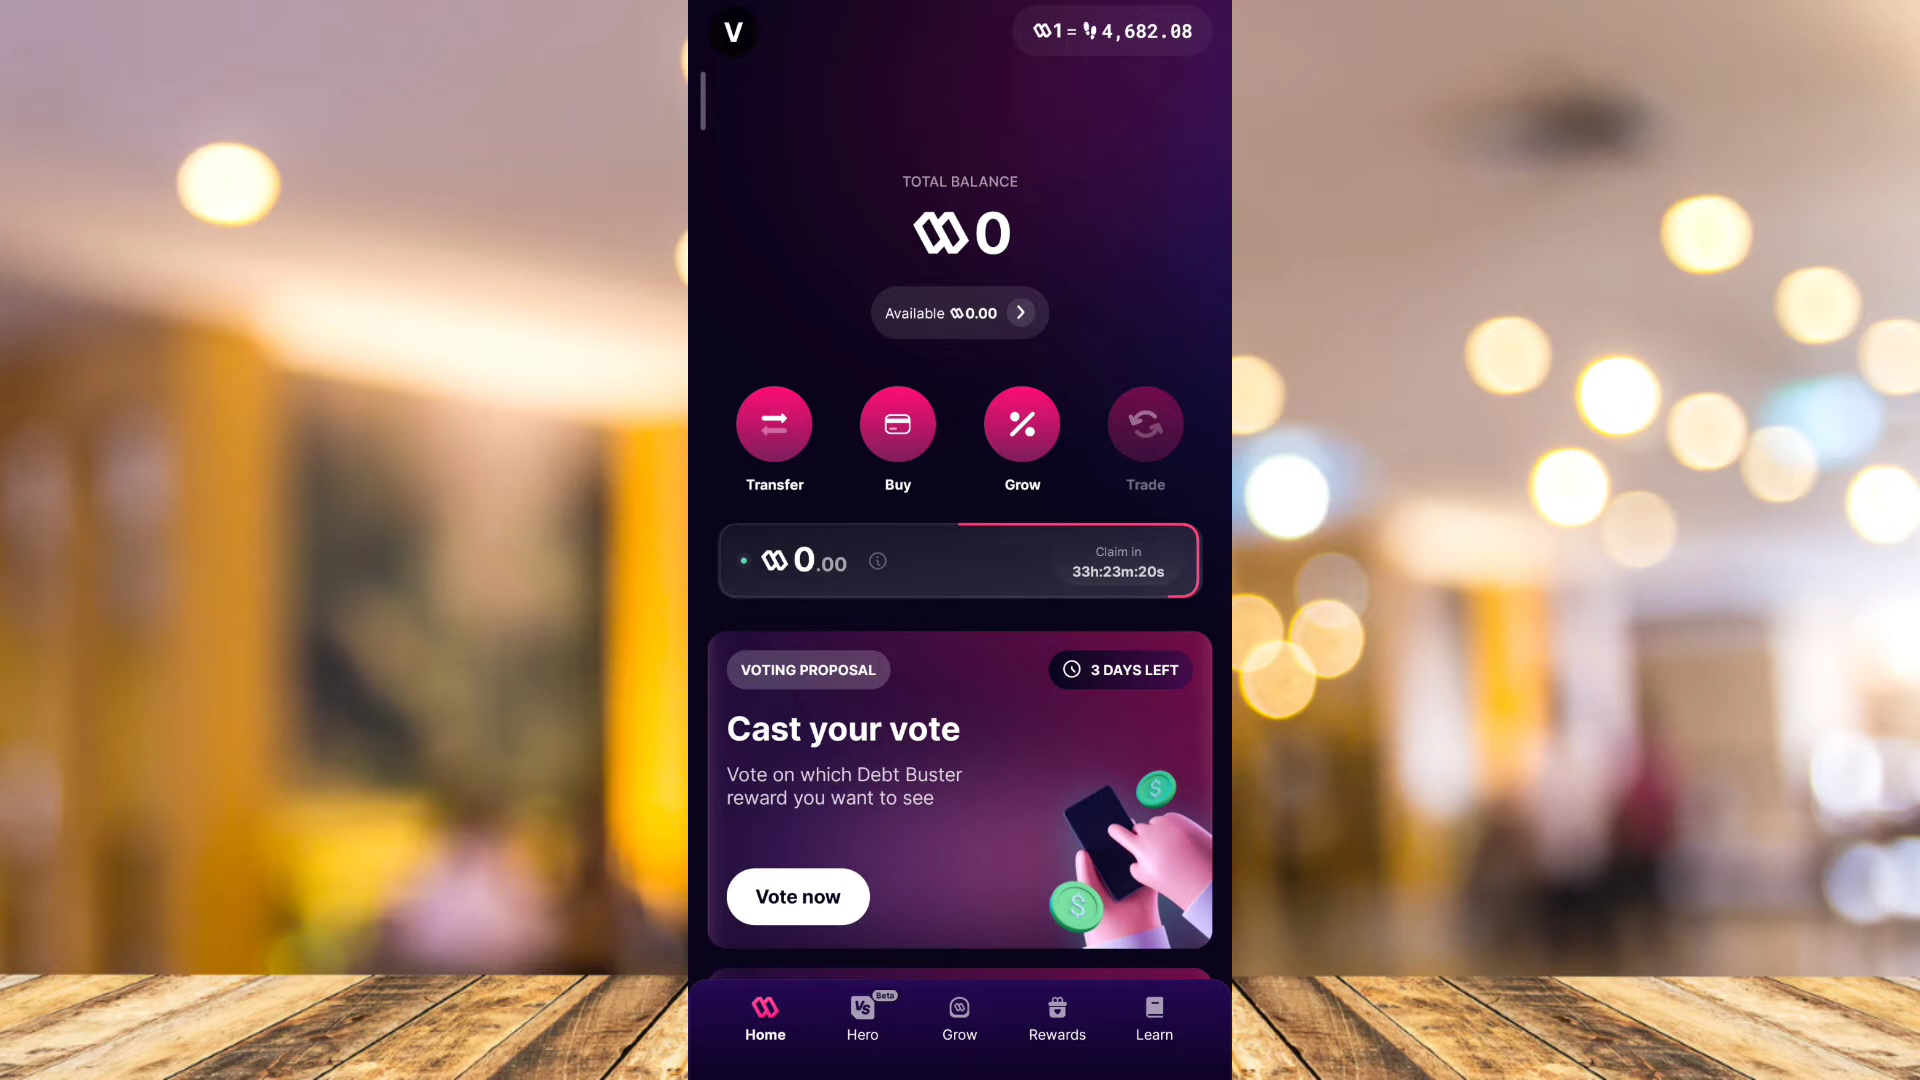 V
1 = 4,682.08
TOTAL BALANCE
0
Available 0.00
Transfer
Buy
Grow
Trade
0.00
Claim in
33h:23m:20s
VOTING PROPOSAL
3 DAYS LEFT
Cast your vote
Vote on which Debt Buster
reward you want to see
Vote now
Home
VS Beta
Hero
Grow
Rewards
Learn